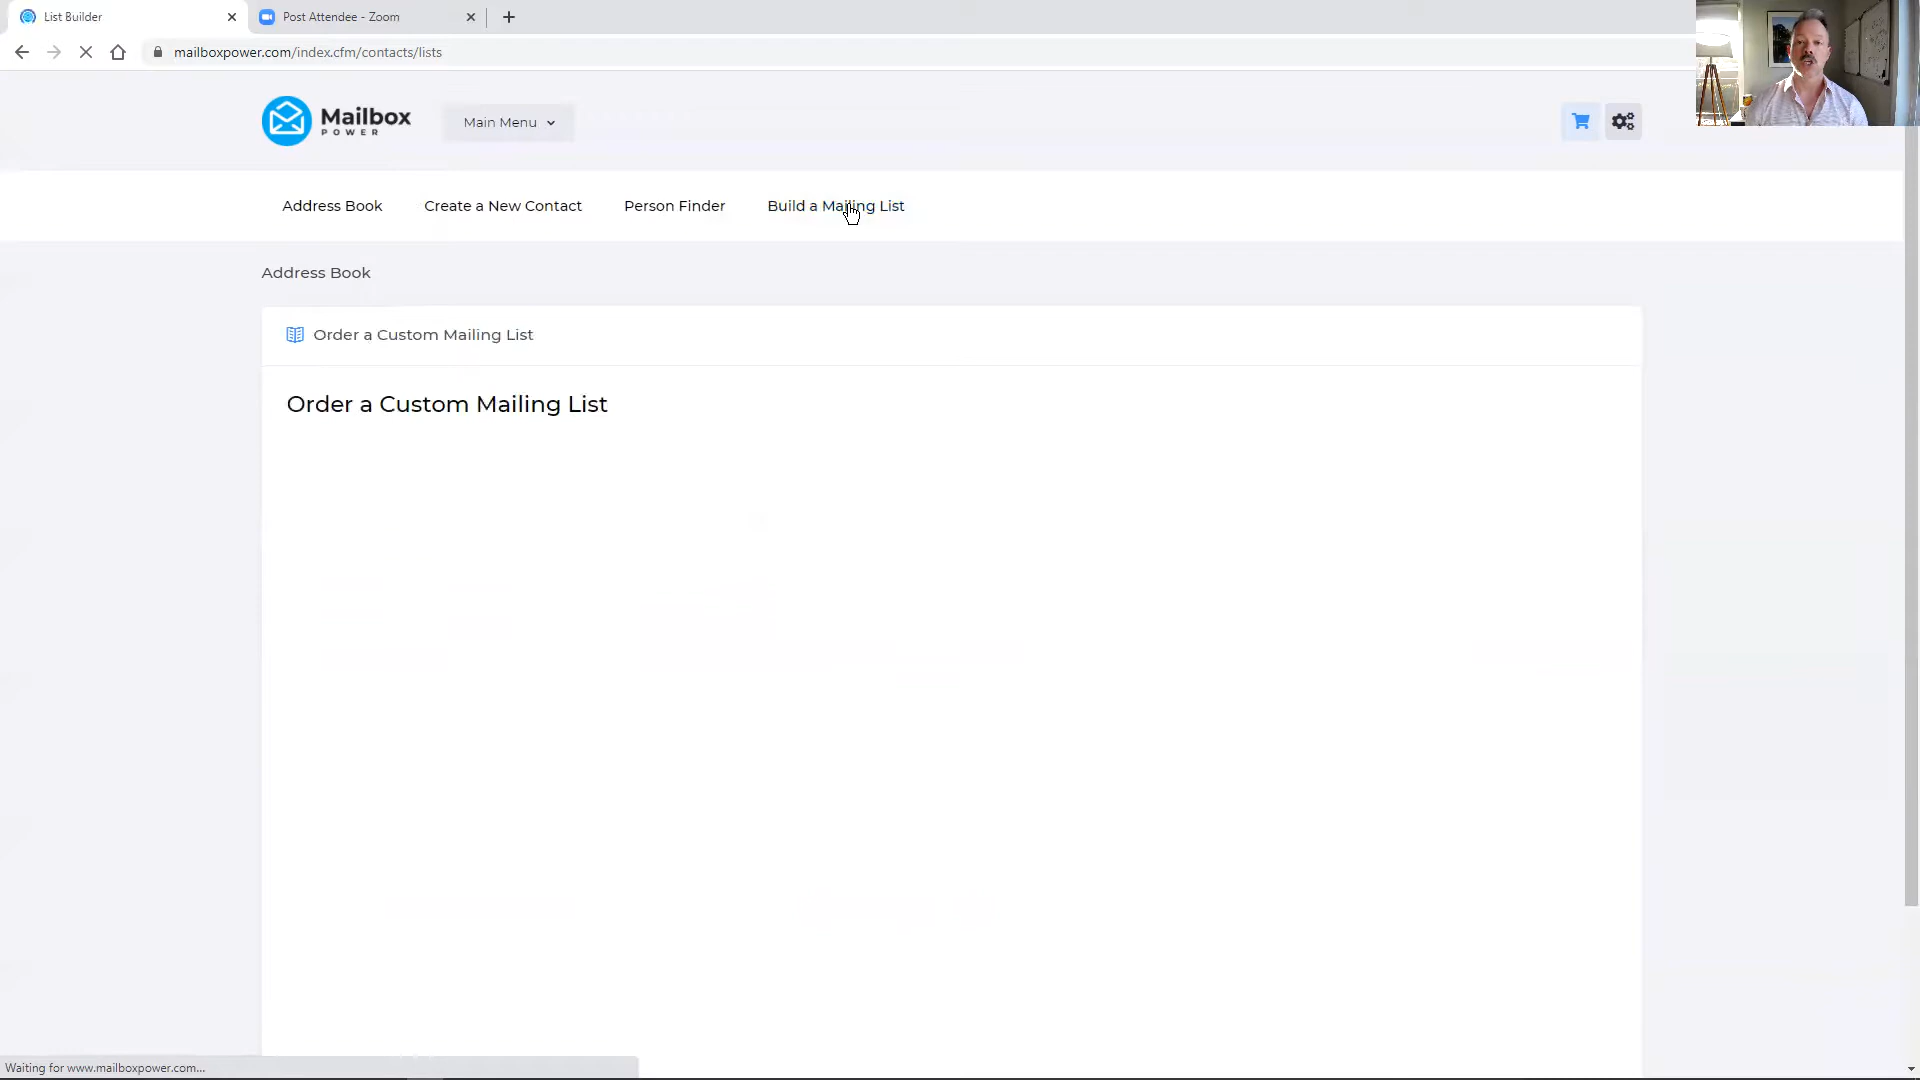 List Builder
Post Attendee - Zoom
mailboxpower.com/index.cfm/contacts/lists
Mailbox
POWER
Main Menu
Address Book
Create a New Contact
Person Finder
Build a Mailing List
Address Book
Order a Custom Mailing List
Order a Custom Mailing List
Waiting for www.mailboxpower.com...